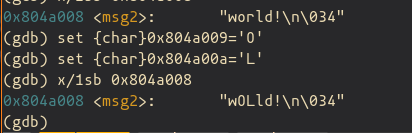 0x804a008 <msg2>:        "world!\n\034"
(gdb) set {char}0x804a009='O'
(gdb) set {char}0x804a00a='L'
(gdb) x/1sb 0x804a008
0x804a008 <msg2>:        "wOLld!\n\034"
(gdb)